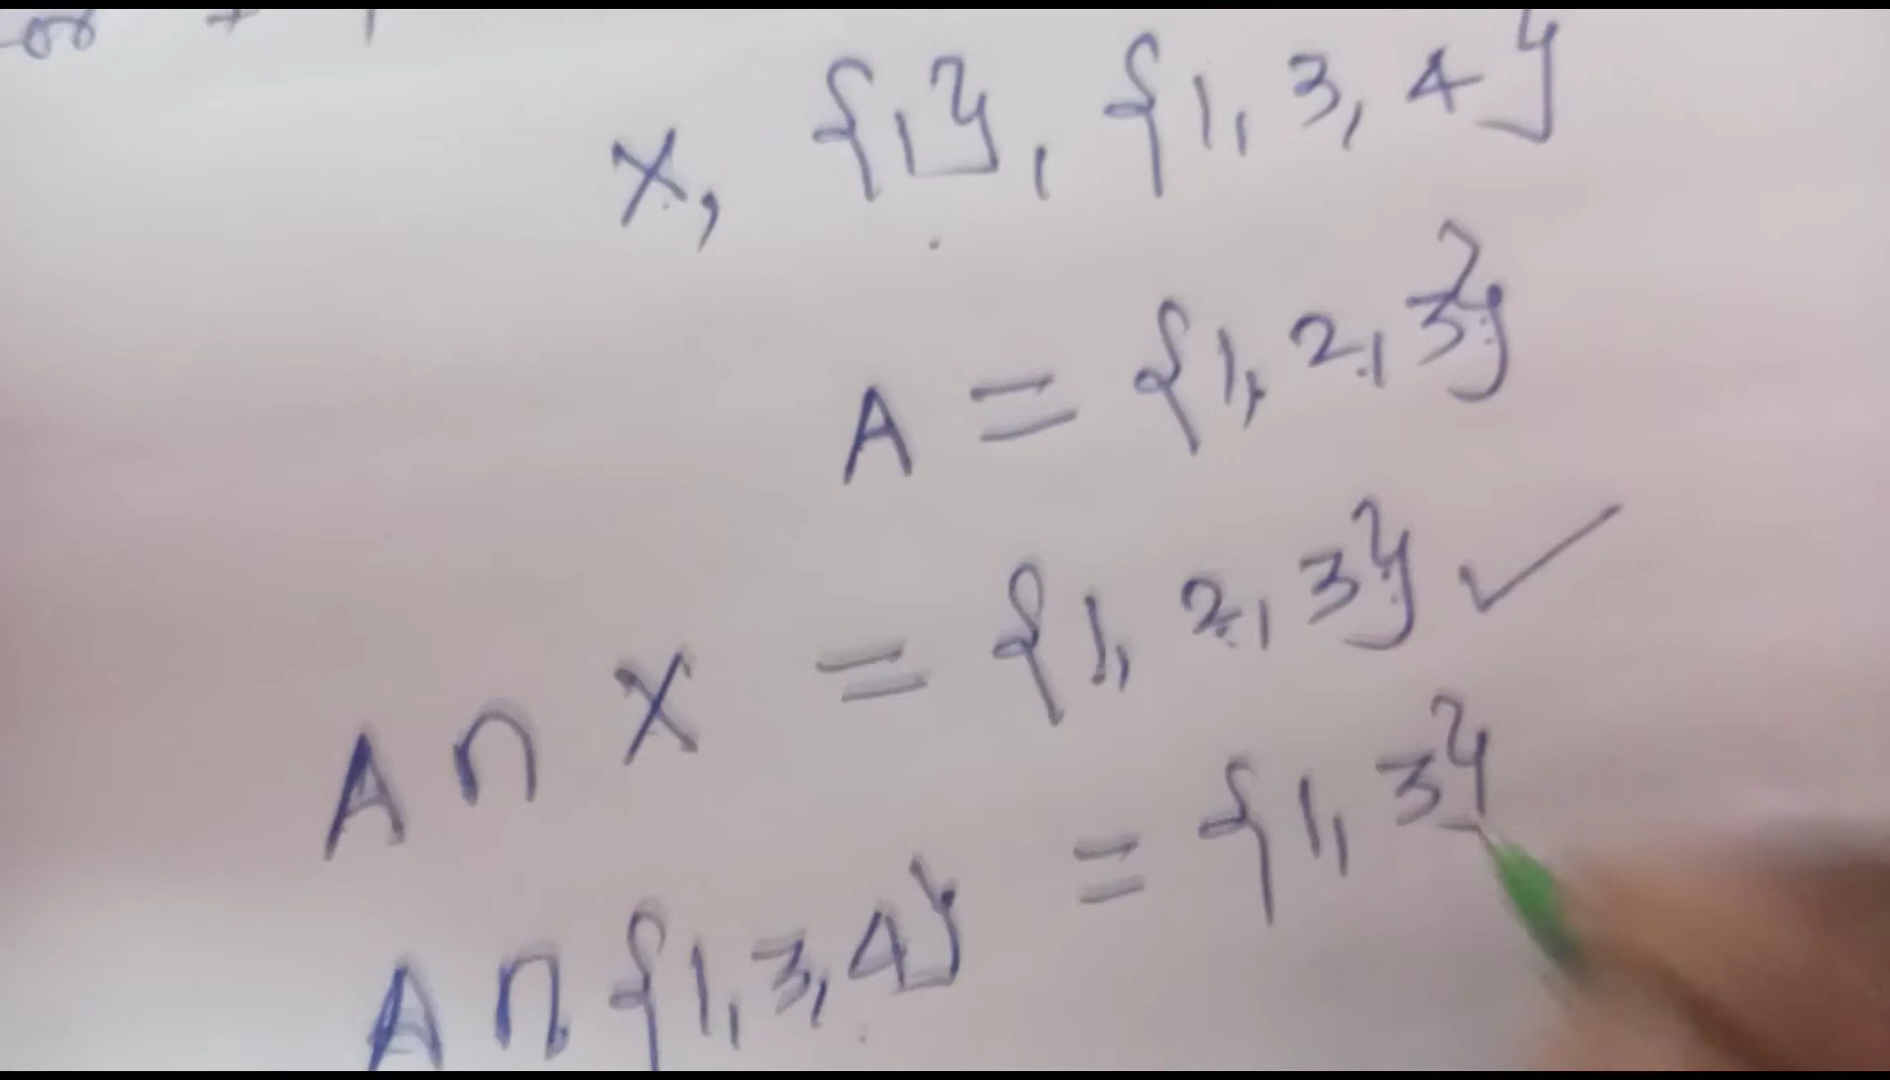 X, {1}, {1, 3, 4}
A = {1, 2, 3}
A ∩ X = {1, 2, 3} ✓
A ∩ {1, 3, 4} = {1, 3}